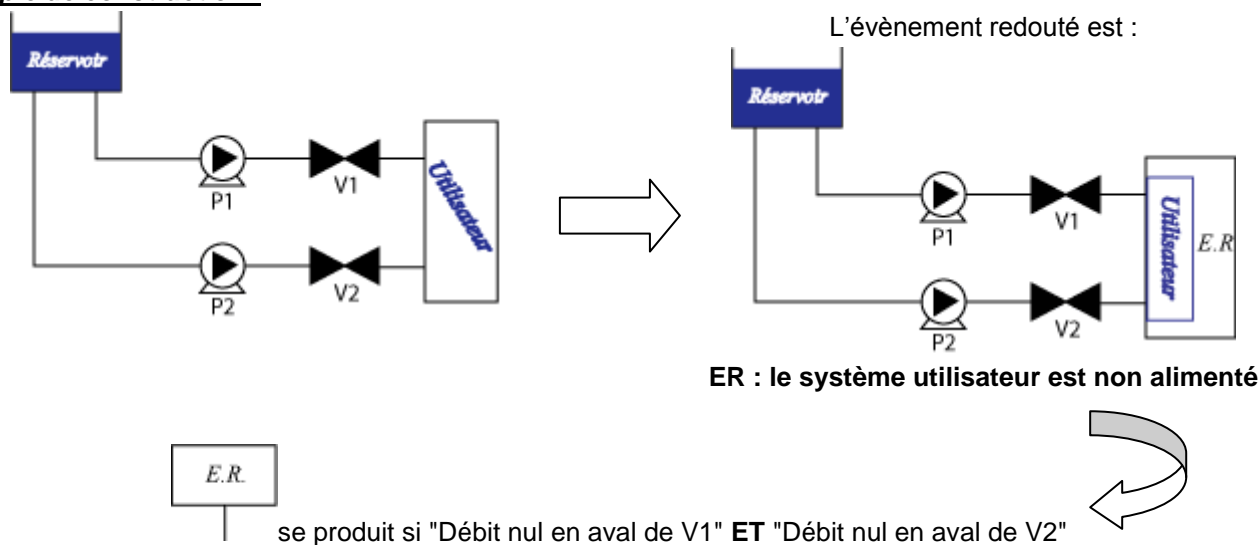 L'évènement redouté est :
Réservoir
P1
V1
P2
V2
Utilisateur
Réservoir
P1
V1
P2
V2
Utilisateur
E.R
ER : le système utilisateur est non alimenté
E.R.
se produit si "Débit nul en aval de V1" ET "Débit nul en aval de V2"